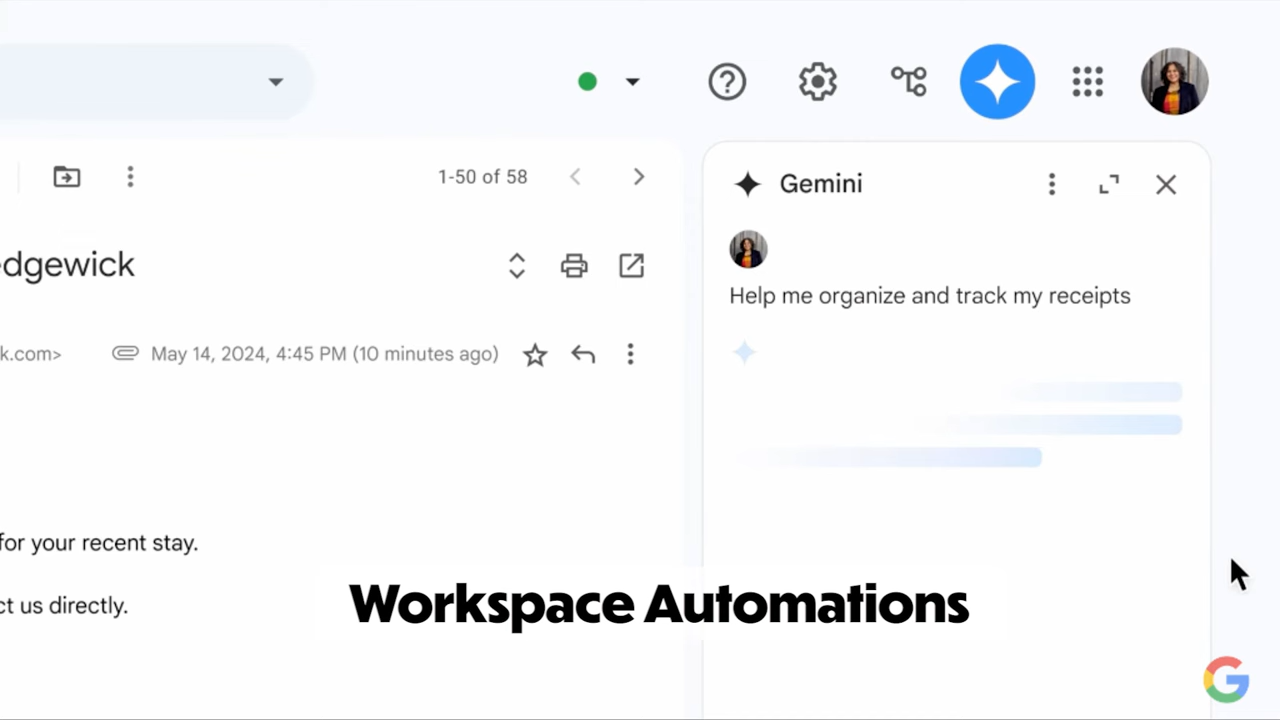 1-50 of 58
Gemini
edgewick
Help me organize and track my receipts
k.com>
May 14, 2024, 4:45 PM (10 minutes ago)
for your recent stay.
ct us directly.
Workspace Automations